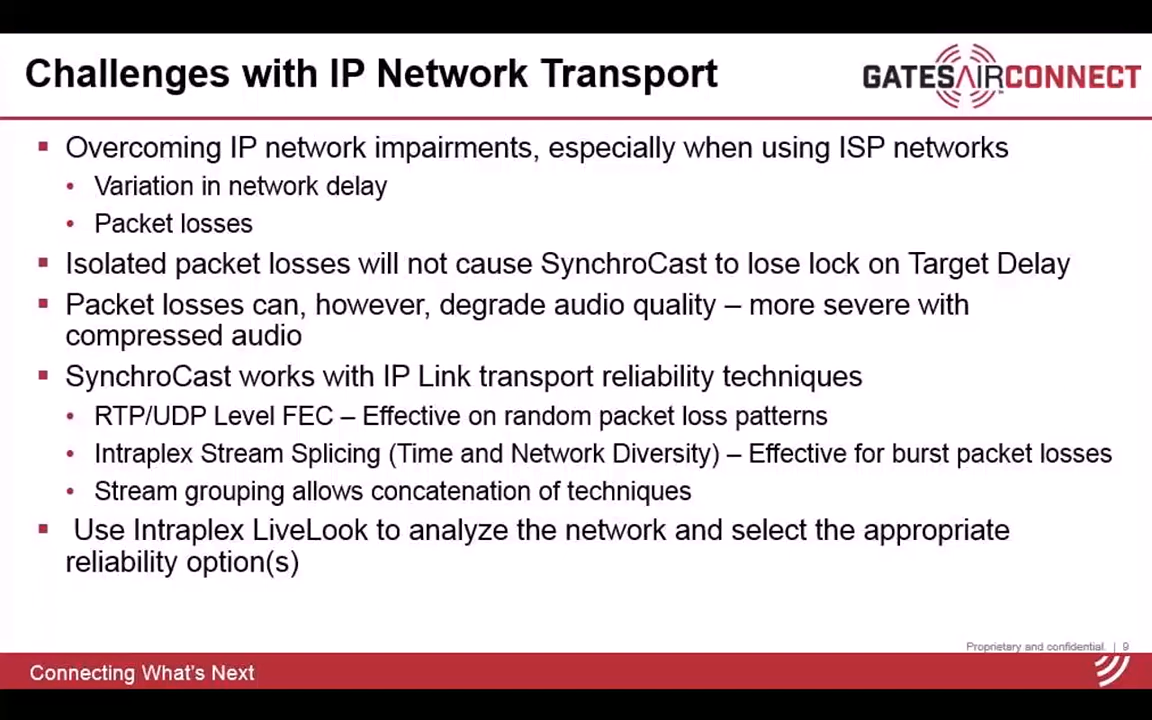 Challenges with IP Network Transport
GATESAIRCONNECT
▪ Overcoming IP network impairments, especially when using ISP networks
• Variation in network delay
• Packet losses
▪ Isolated packet losses will not cause SynchroCast to lose lock on Target Delay
▪ Packet losses can, however, degrade audio quality – more severe with
compressed audio
▪ SynchroCast works with IP Link transport reliability techniques
• RTP/UDP Level FEC – Effective on random packet loss patterns
• Intraplex Stream Splicing (Time and Network Diversity) – Effective for burst packet losses
• Stream grouping allows concatenation of techniques
▪ Use Intraplex LiveLook to analyze the network and select the appropriate
reliability option(s)
Proprietary and confidential. | 9
Connecting What's Next